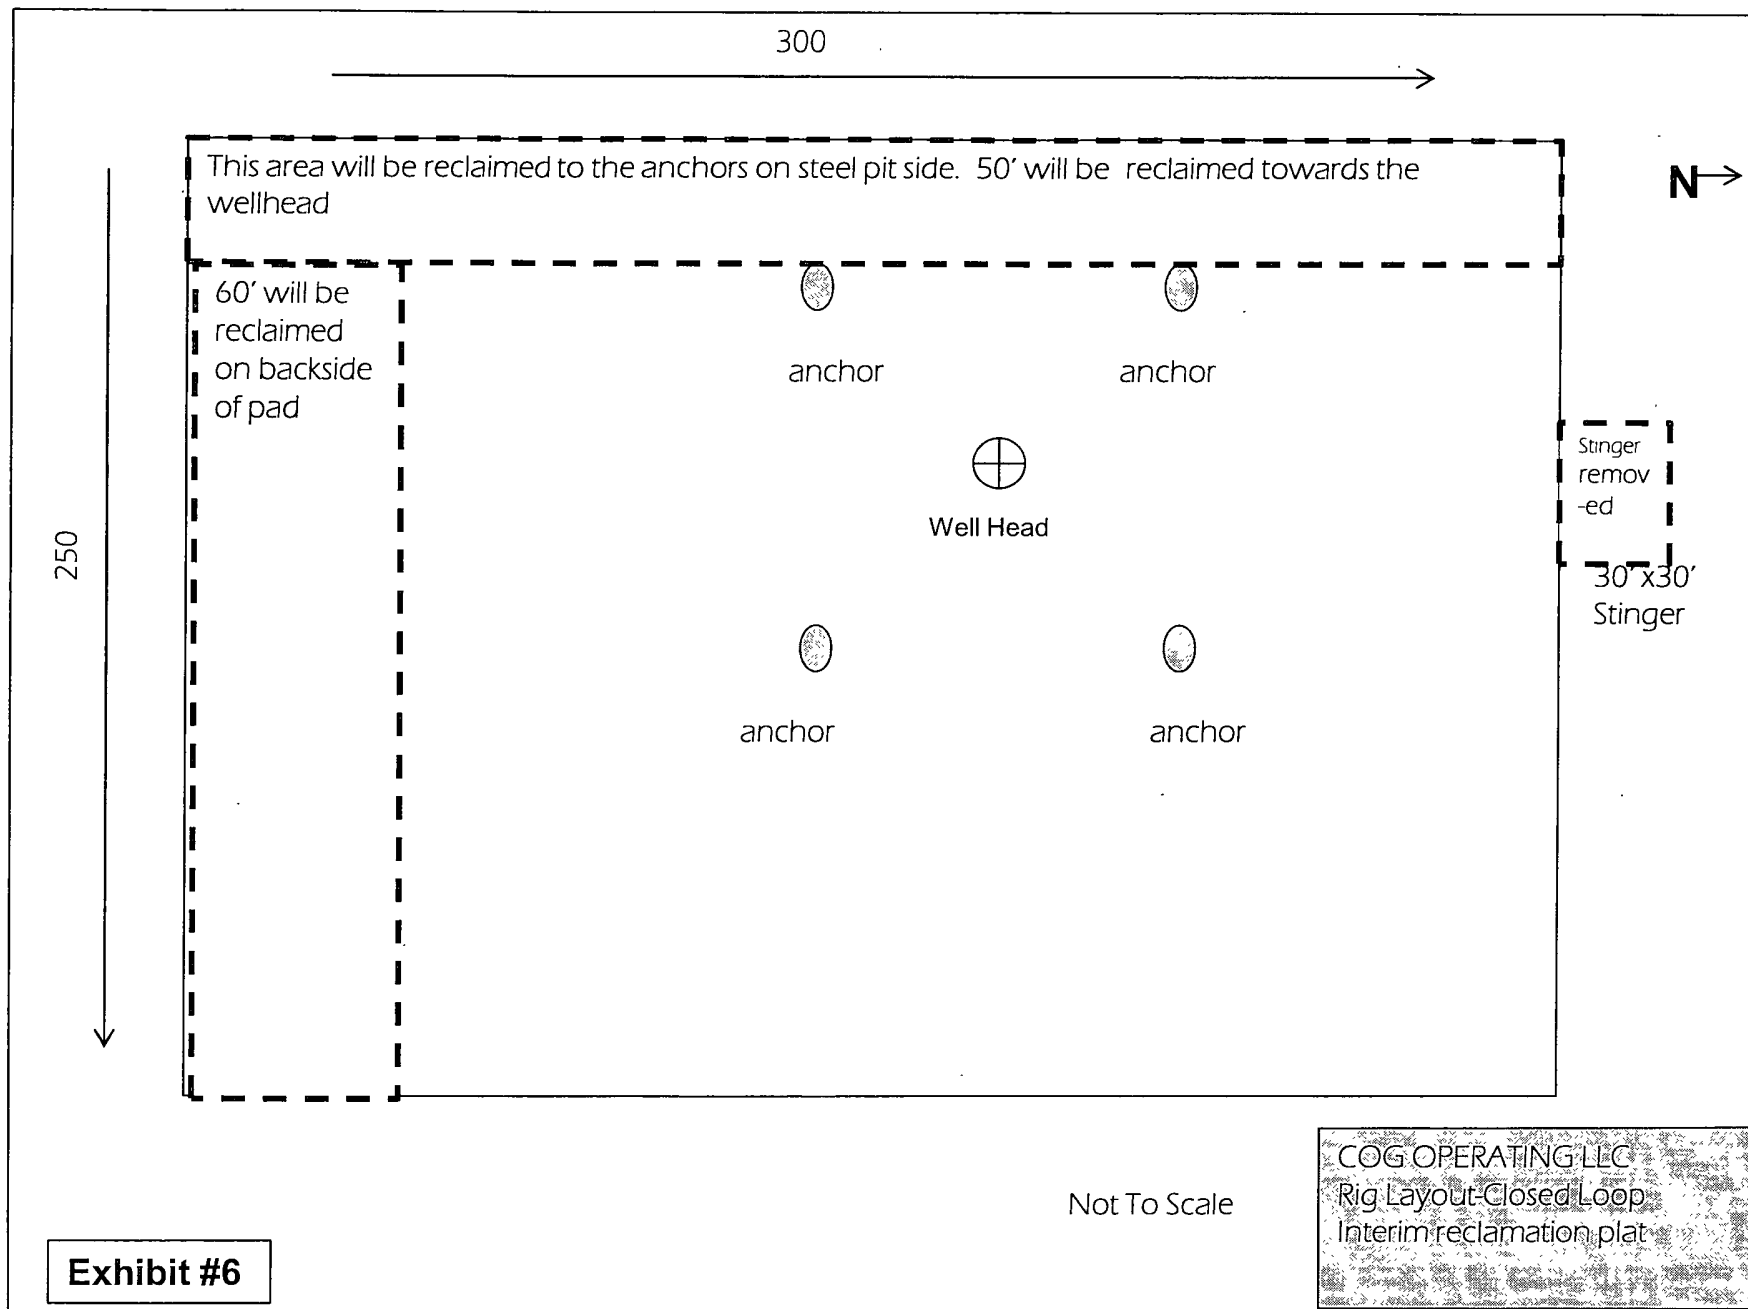 300
This area will be reclaimed to the anchors on steel pit side. 50' will be reclaimed towards the
wellhead
N
60' will be
reclaimed
on backside
of pad
anchor
anchor
Stinger
remov
-ed
Well Head
250
30'x30'
Stinger
anchor
anchor
Not To Scale
COG OPERATING LLC
Rig Layout-Closed Loop
Interim reclamation plat
Exhibit #6